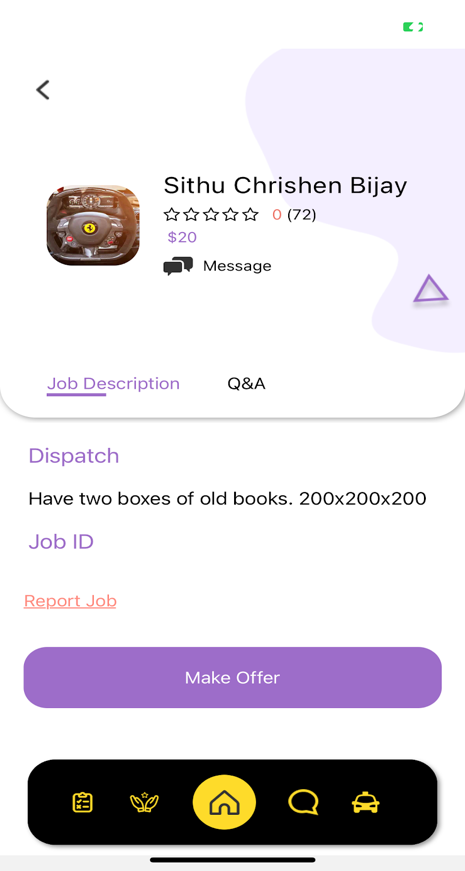 Sithu Chrishen Bijay
0 (72)
$20
Message
Job Description
Q&A
Dispatch
Have two boxes of old books. 200x200x200
Job ID
Report Job
Make Offer